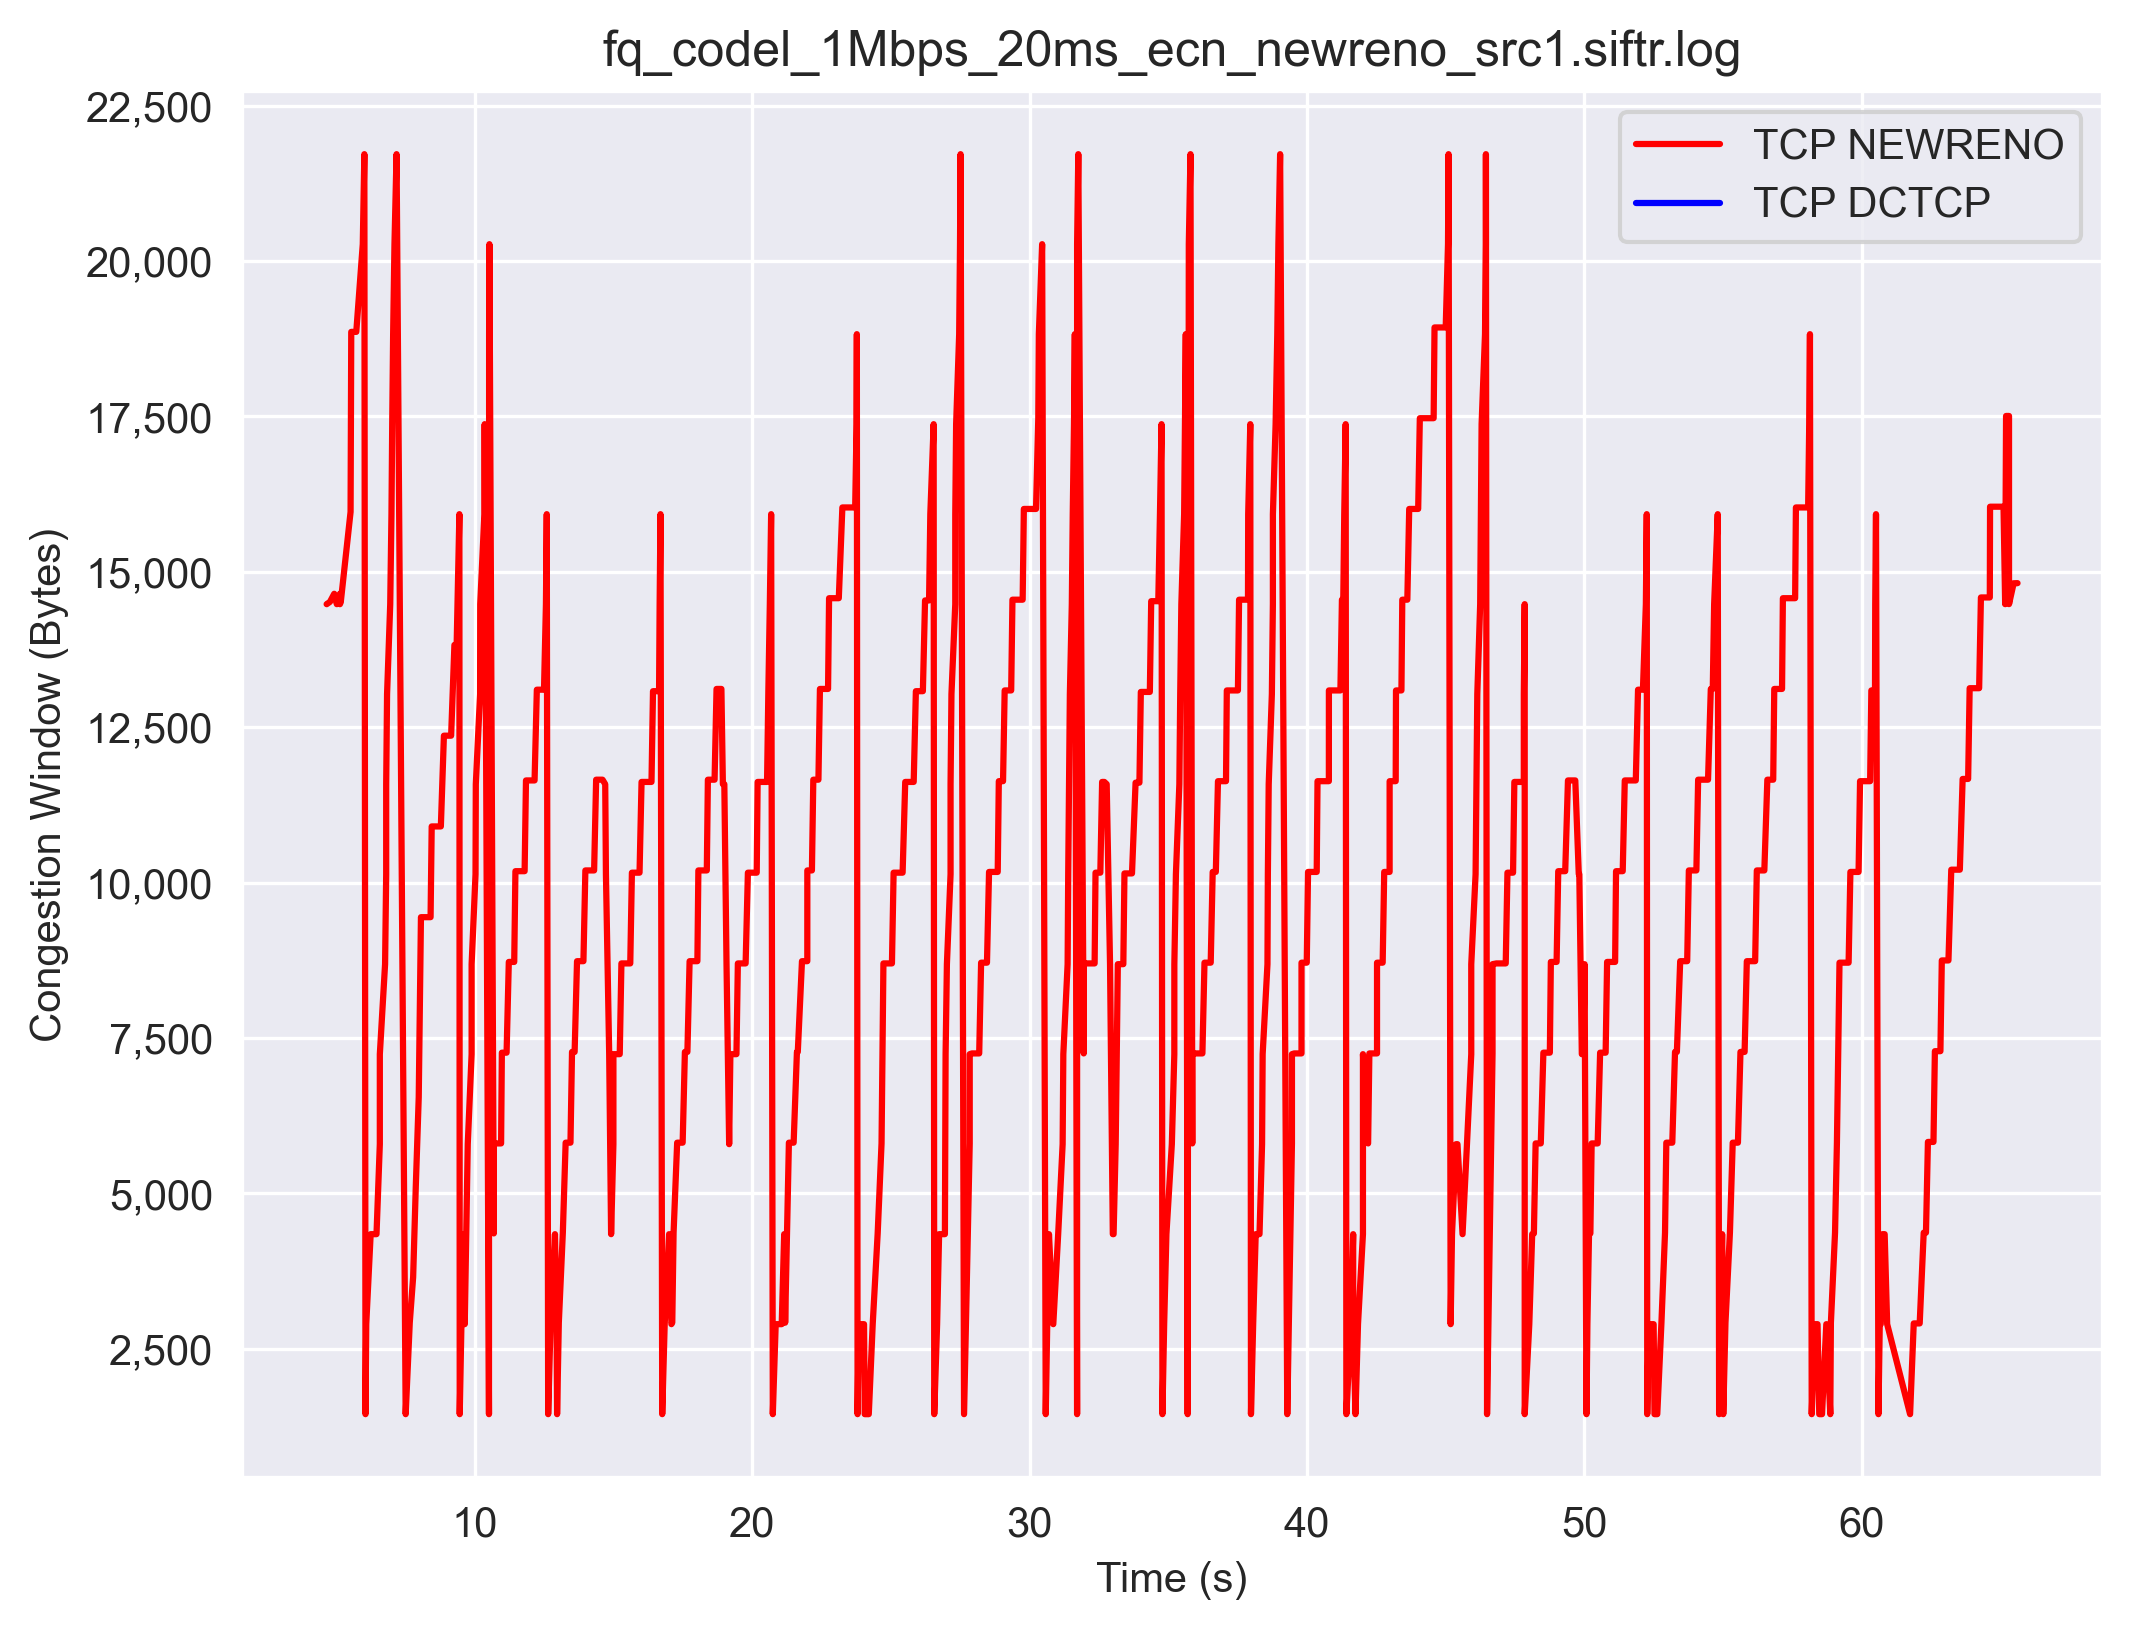 fq_codel_1Mbps_20ms_ecn_newreno_src1.siftr.log
22,500
20,000
17,500
15,000
12,500
10,000
7,500
5,000
2,500
Congestion Window (Bytes)
TCP NEWRENO
TCP DCTCP
10 20 30 40 50 60
Time (s)